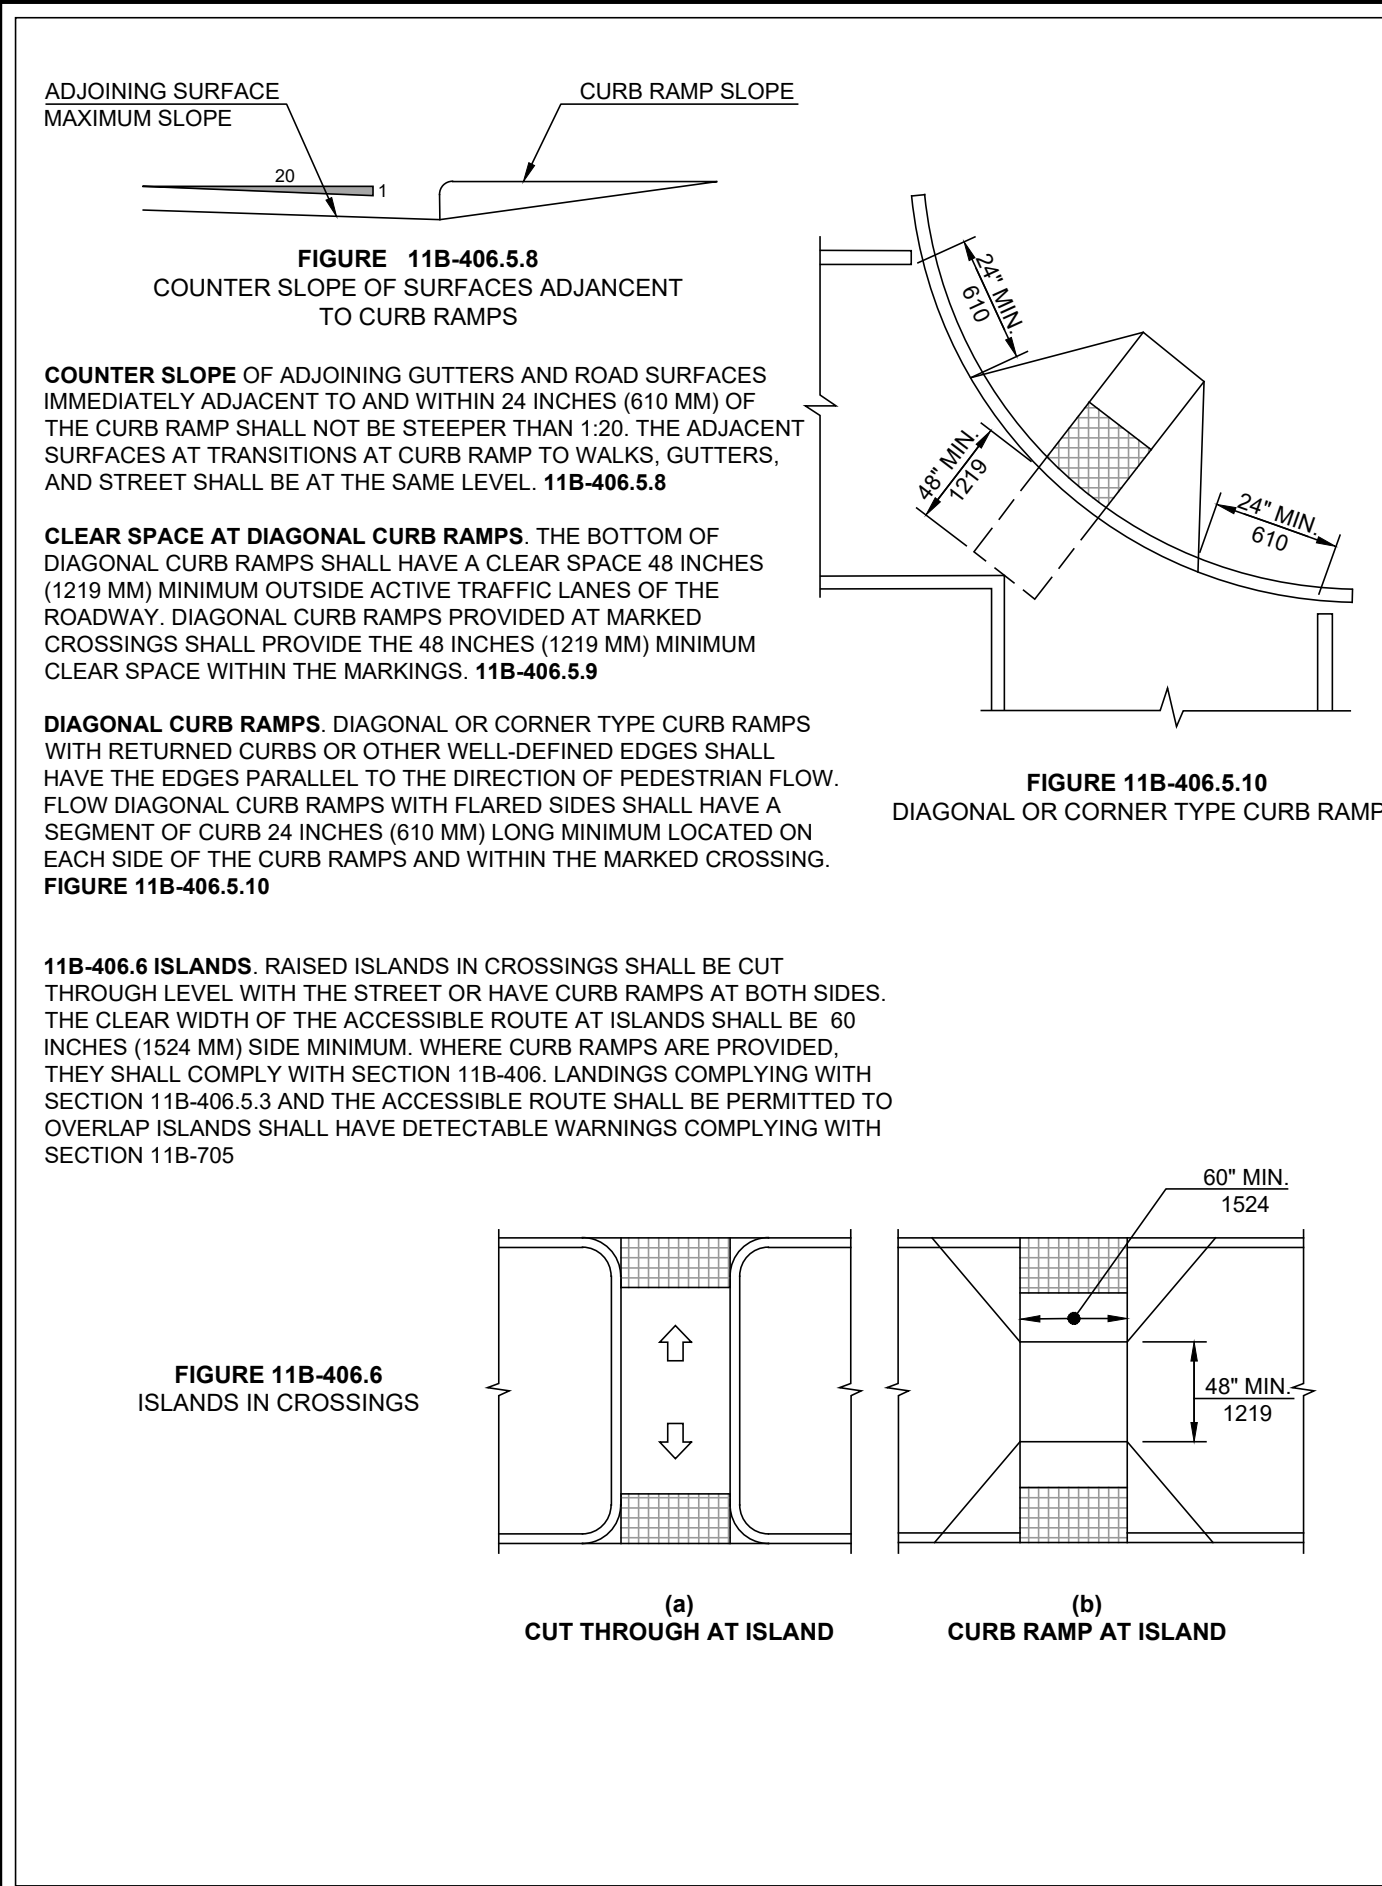 ADJOINING SURFACE
MAXIMUM SLOPE
CURB RAMP SLOPE
20
1
FIGURE 11B-406.5.8
COUNTER SLOPE OF SURFACES ADJANCENT
TO CURB RAMPS
COUNTER SLOPE OF ADJOINING GUTTERS AND ROAD SURFACES
IMMEDIATELY ADJACENT TO AND WITHIN 24 INCHES (610 MM) OF
THE CURB RAMP SHALL NOT BE STEEPER THAN 1:20. THE ADJACENT
SURFACES AT TRANSITIONS AT CURB RAMP TO WALKS, GUTTERS,
AND STREET SHALL BE AT THE SAME LEVEL. 11B-406.5.8
CLEAR SPACE AT DIAGONAL CURB RAMPS. THE BOTTOM OF
DIAGONAL CURB RAMPS SHALL HAVE A CLEAR SPACE 48 INCHES
(1219 MM) MINIMUM OUTSIDE ACTIVE TRAFFIC LANES OF THE
ROADWAY. DIAGONAL CURB RAMPS PROVIDED AT MARKED
CROSSINGS SHALL PROVIDE THE 48 INCHES (1219 MM) MINIMUM
CLEAR SPACE WITHIN THE MARKINGS. 11B-406.5.9
DIAGONAL CURB RAMPS. DIAGONAL OR CORNER TYPE CURB RAMPS
WITH RETURNED CURBS OR OTHER WELL-DEFINED EDGES SHALL
HAVE THE EDGES PARALLEL TO THE DIRECTION OF PEDESTRIAN FLOW.
FLOW DIAGONAL CURB RAMPS WITH FLARED SIDES SHALL HAVE A
SEGMENT OF CURB 24 INCHES (610 MM) LONG MINIMUM LOCATED ON
EACH SIDE OF THE CURB RAMPS AND WITHIN THE MARKED CROSSING.
FIGURE 11B-406.5.10
24" MIN.
610
48" MIN.
1219
24" MIN.
610
FIGURE 11B-406.5.10
DIAGONAL OR CORNER TYPE CURB RAMP
11B-406.6 ISLANDS. RAISED ISLANDS IN CROSSINGS SHALL BE CUT
THROUGH LEVEL WITH THE STREET OR HAVE CURB RAMPS AT BOTH SIDES.
THE CLEAR WIDTH OF THE ACCESSIBLE ROUTE AT ISLANDS SHALL BE 60
INCHES (1524 MM) SIDE MINIMUM. WHERE CURB RAMPS ARE PROVIDED,
THEY SHALL COMPLY WITH SECTION 11B-406. LANDINGS COMPLYING WITH
SECTION 11B-406.5.3 AND THE ACCESSIBLE ROUTE SHALL BE PERMITTED TO
OVERLAP ISLANDS SHALL HAVE DETECTABLE WARNINGS COMPLYING WITH
SECTION 11B-705
60" MIN.
1524
48" MIN.
1219
FIGURE 11B-406.6
ISLANDS IN CROSSINGS
(a)
CUT THROUGH AT ISLAND
(b)
CURB RAMP AT ISLAND